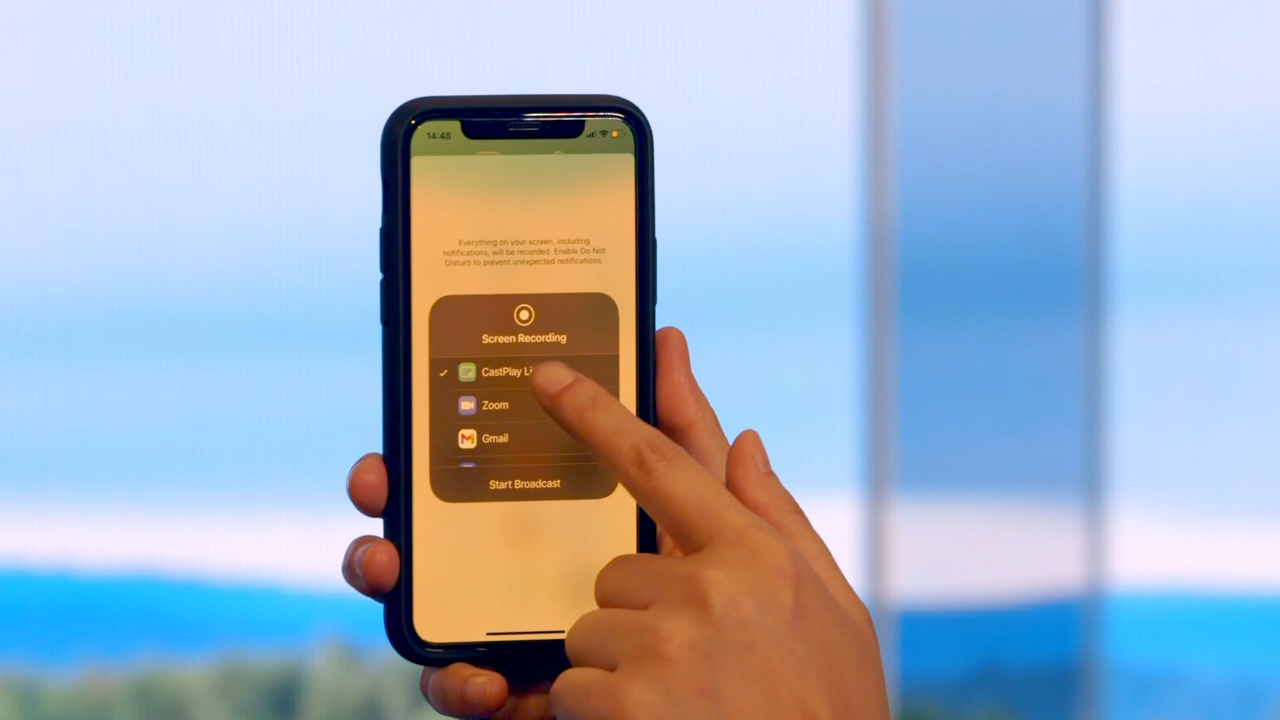 14:48
Everything on your screen, including
notifications, will be recorded. Enable Do Not
Disturb to prevent unexpected notifications.
Screen Recording
CastPlay
Zoom
Gmail
Start Broadcast